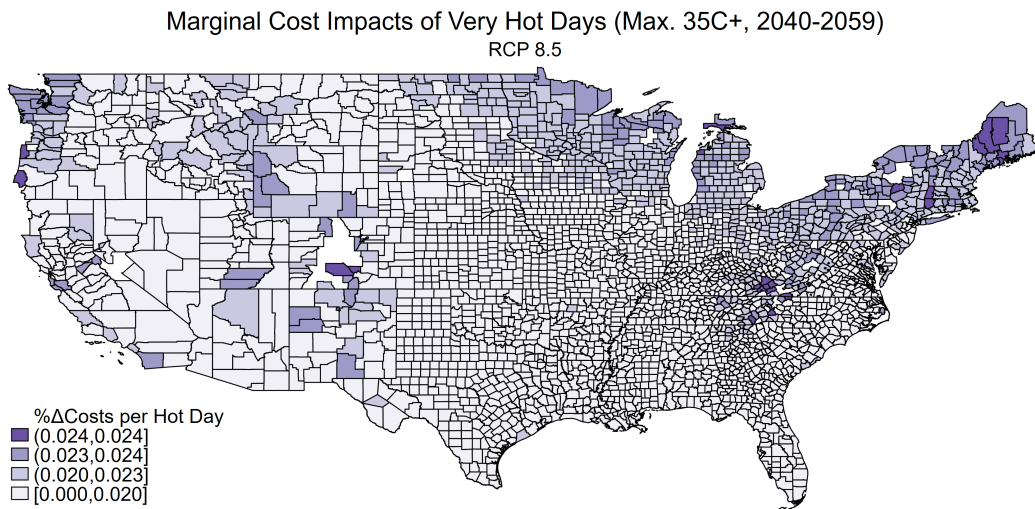 Marginal Cost Impacts of Very Hot Days (Max. 35C+, 2040-2059)
RCP 8.5
%ΔCosts per Hot Day
(0.024,0.024]
(0.023,0.024]
(0.020,0.023]
[0.000,0.020]